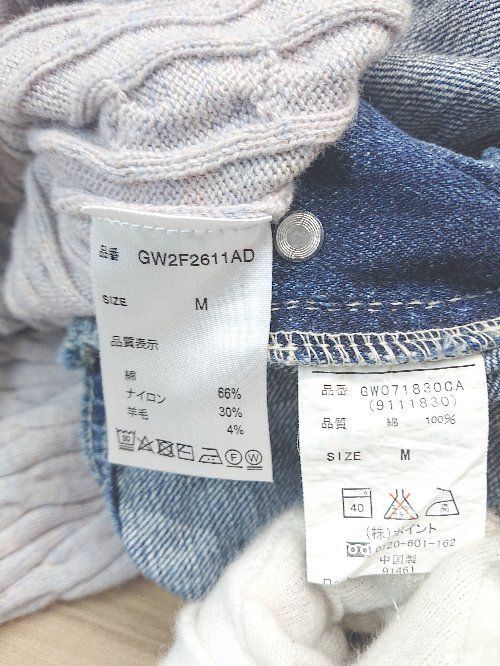 品番 GW2F2611AD
SIZE M
品質表示
綿 66%
ナイロン 30%
羊毛 4%
品番 GW071830CA
(9111830)
品質 綿 100%
SIZE M
40
(株)ポイント
0120-601-162
中国製
91461